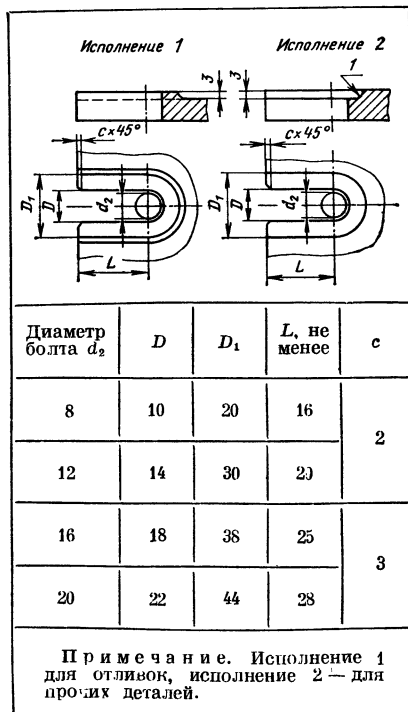 Исполнение 1 Исполнение 2
3 3 1
c×45° c×45°
D₁ D d₂ D₁ D d₂
L L
Диаметр болта d₂ D D₁ L, не менее c
8 10 20 16 2
12 14 30 20
16 18 38 25 3
20 22 44 28
Примечание. Исполнение 1
для отливок, исполнение 2 — для
прочих деталей.